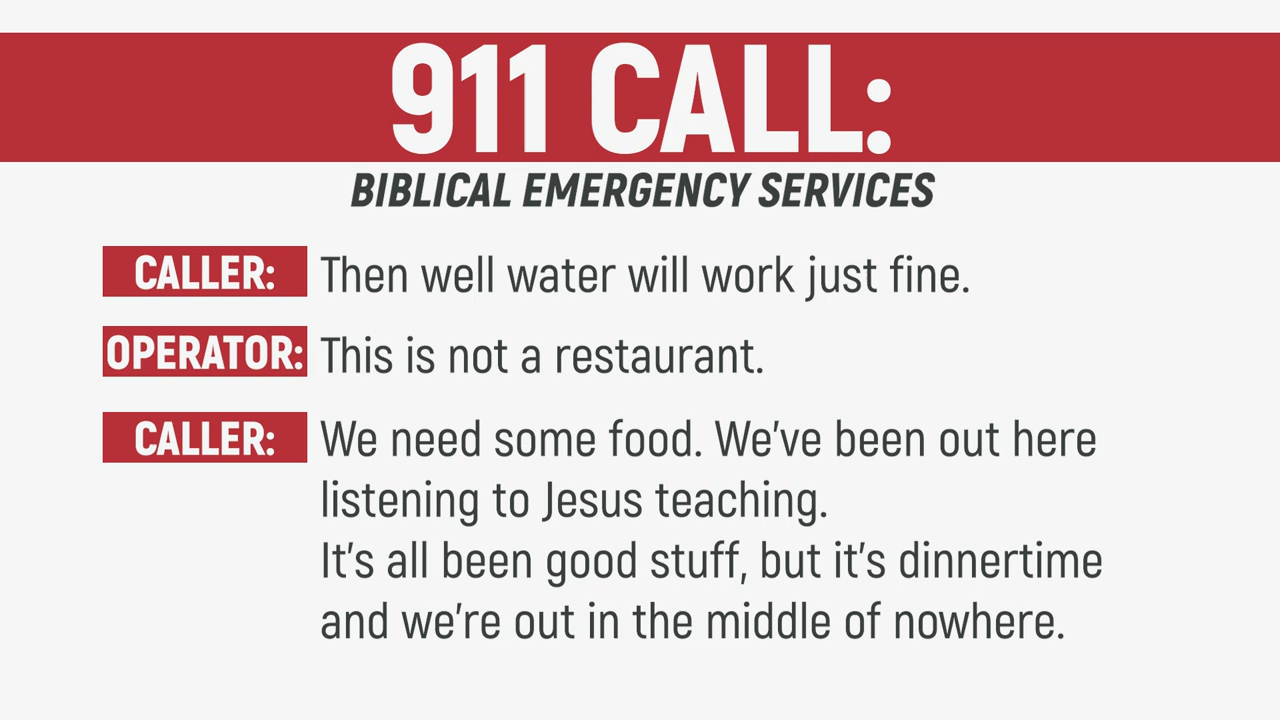 911 CALL:
BIBLICAL EMERGENCY SERVICES
CALLER: Then well water will work just fine.
OPERATOR: This is not a restaurant.
CALLER: We need some food. We've been out here
listening to Jesus teaching.
It's all been good stuff, but it's dinnertime
and we're out in the middle of nowhere.